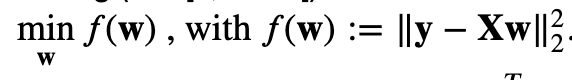 min f(w) , with f(w) := ‖y − Xw‖₂².
w